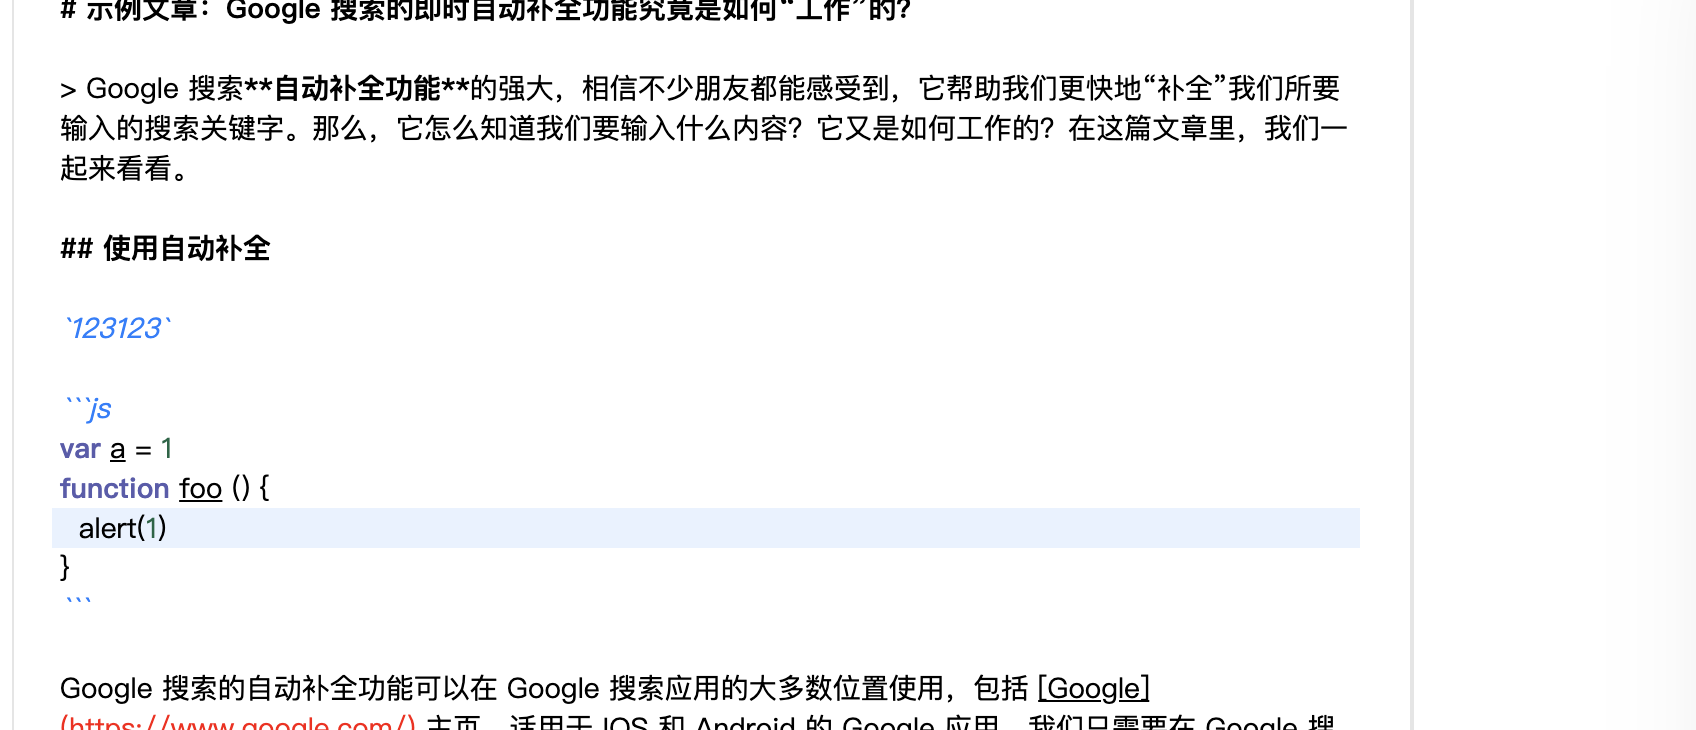 # 示例文章：Google 搜索的即时自动补全功能究竟是如何“工作”的？
> Google 搜索**自动补全功能**的强大，相信不少朋友都能感受到，它帮助我们更快地“补全”我们所要
输入的搜索关键字。那么，它怎么知道我们要输入什么内容？它又是如何工作的？在这篇文章里，我们一
起来看看。
## 使用自动补全
`123123`
```js
var a = 1
function foo () {
  alert(1)
}
```
Google 搜索的自动补全功能可以在 Google 搜索应用的大多数位置使用，包括 [Google]
(https://www.google.com/) 主页、适用于 IOS 和 Android 的 Google 应用，我们只需要在 Google 搜